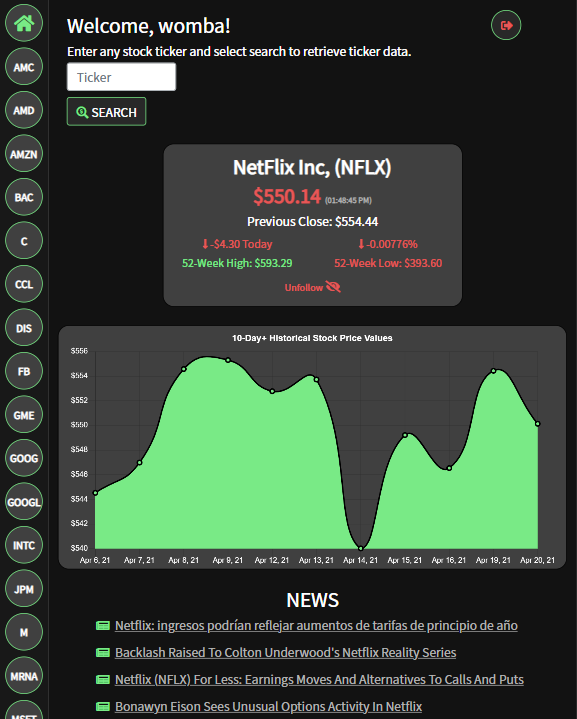 Welcome, womba!
Enter any stock ticker and select search to retrieve ticker data.
Ticker
SEARCH
AMC
AMD
AMZN
BAC
C
CCL
DIS
FB
GME
GOOG
GOOGL
INTC
JPM
M
MRNA
MSFT
NetFlix Inc, (NFLX)
$550.14 (01:48:45 PM)
Previous Close: $554.44
-$4.30 Today -0.00776%
52-Week High: $593.29 52-Week Low: $393.60
Unfollow
10-Day+ Historical Stock Price Values
$556
$554
$552
$550
$548
$546
$544
$542
$540
Apr 6, 21 Apr 7, 21 Apr 8, 21 Apr 9, 21 Apr 12, 21 Apr 13, 21 Apr 14, 21 Apr 15, 21 Apr 16, 21 Apr 19, 21 Apr 20, 21
NEWS
Netflix: ingresos podrían reflejar aumentos de tarifas de principio de año
Backlash Raised To Colton Underwood's Netflix Reality Series
Netflix (NFLX) For Less: Earnings Moves And Alternatives To Calls And Puts
Bonawyn Eison Sees Unusual Options Activity In Netflix